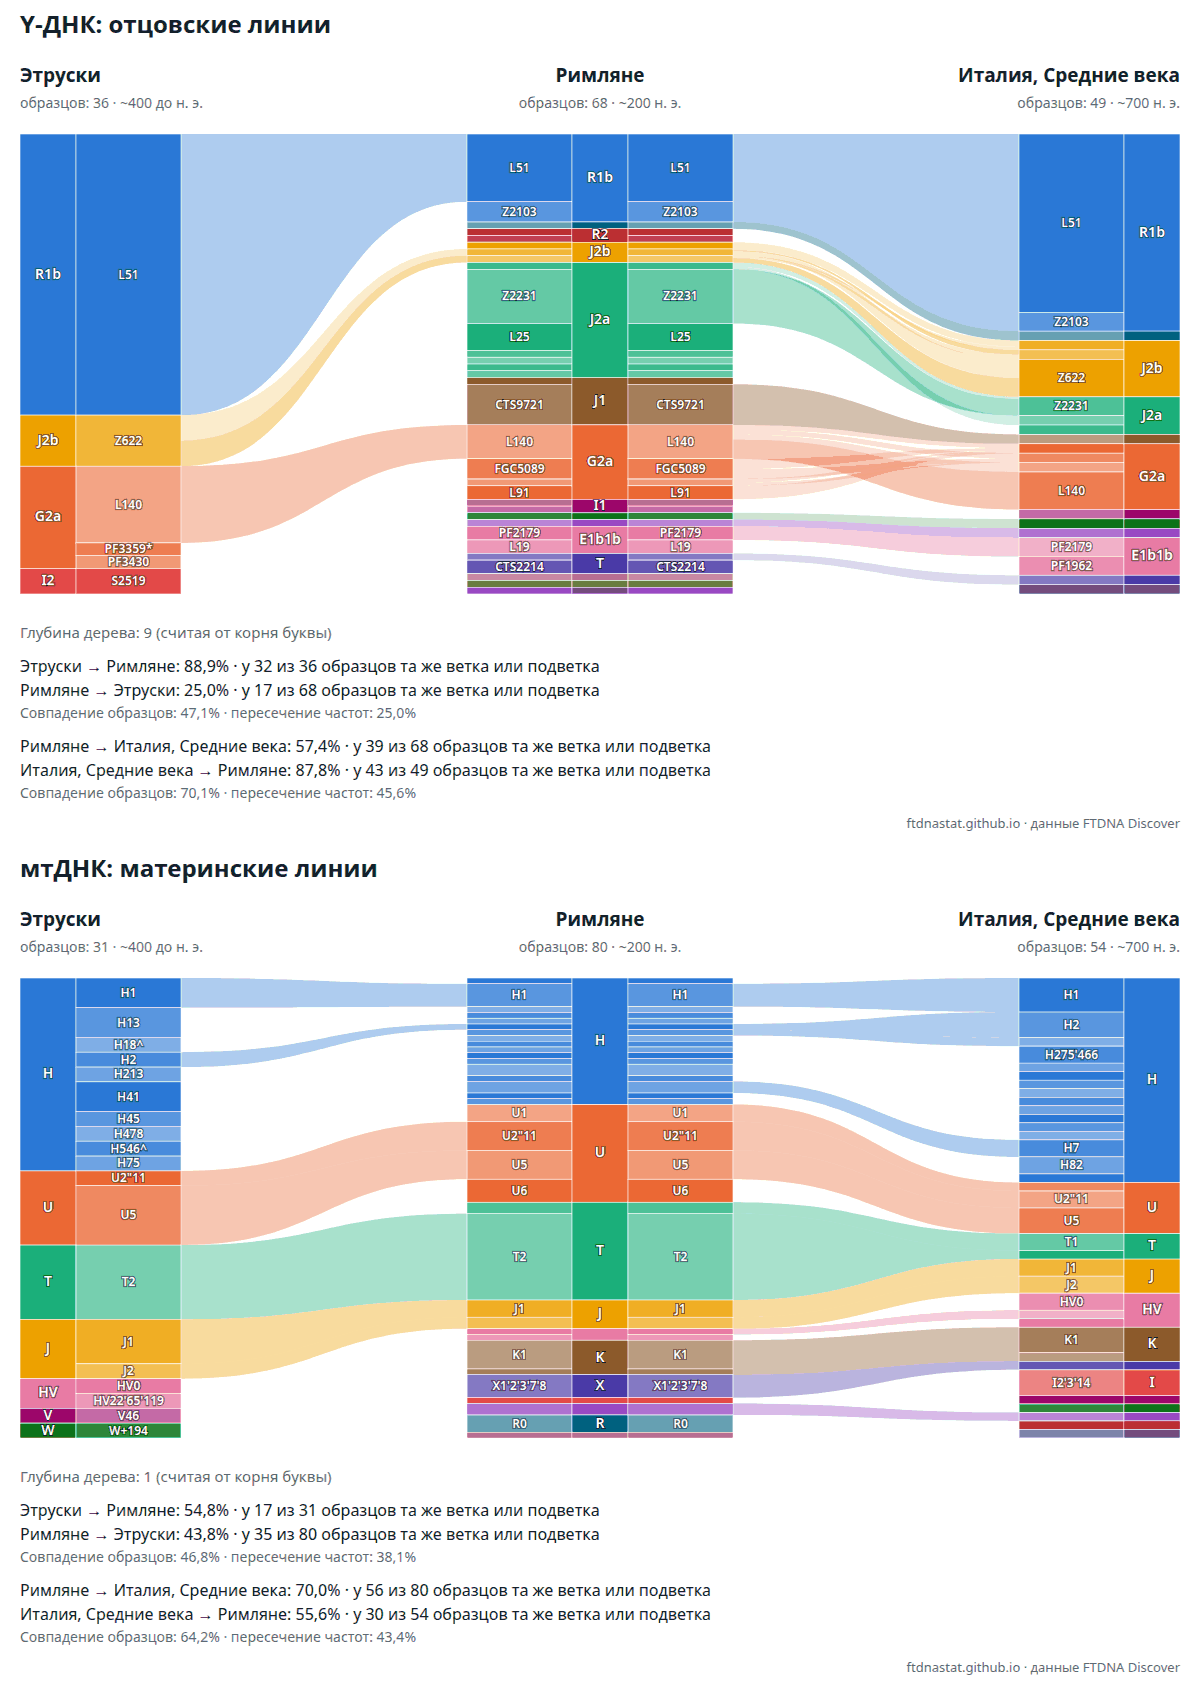 Y-ДНК: отцовские линии
Этруски
Римляне
Италия, Средние века
образцов: 36 · ~400 до н. э.
образцов: 68 · ~200 н. э.
образцов: 49 · ~700 н. э.
R1b
L51
J2b
Z622
G2a
L140
PF3359*
PF3430
I2
S2519
L51
R1b
L51
Z2103
Z2103
R2
J2b
Z2231
J2a
Z2231
L25
L25
CTS9721
J1
CTS9721
L140
G2a
L140
FGC5089
FGC5089
L91
L91
I1
PF2179
E1b1b
PF2179
L19
L19
T
CTS2214
CTS2214
L51
R1b
Z2103
Z622
J2b
Z2231
J2a
L140
G2a
PF2179
E1b1b
PF1962
Глубина дерева: 9 (считая от корня буквы)
Этруски → Римляне: 88,9% · у 32 из 36 образцов та же ветка или подветка
Римляне → Этруски: 25,0% · у 17 из 68 образцов та же ветка или подветка
Совпадение образцов: 47,1% · пересечение частот: 25,0%
Римляне → Италия, Средние века: 57,4% · у 39 из 68 образцов та же ветка или подветка
Италия, Средние века → Римляне: 87,8% · у 43 из 49 образцов та же ветка или подветка
Совпадение образцов: 70,1% · пересечение частот: 45,6%
ftdnastat.github.io · данные FTDNA Discover
мтДНК: материнские линии
Этруски
Римляне
Италия, Средние века
образцов: 31 · ~400 до н. э.
образцов: 80 · ~200 н. э.
образцов: 54 · ~700 н. э.
H
H1
H13
H18^
H2
H213
H41
H45
H478
H546^
H75
U
U2"11
U5
T
T2
J
J1
J2
HV
HV0
HV22'65'119
V
V46
W
W+194
H1
H
H1
U1
U1
U2"11
U
U2"11
U5
U5
U6
U6
T2
T
T2
J1
J
J1
K1
K
K1
X1'2'3'7'8
X
X1'2'3'7'8
R0
R
R0
H1
H2
H275'466
H
H7
H82
U2"11
U
U5
T1
T
J1
J
J2
HV0
HV
K1
K
I2'3'14
I
Глубина дерева: 1 (считая от корня буквы)
Этруски → Римляне: 54,8% · у 17 из 31 образцов та же ветка или подветка
Римляне → Этруски: 43,8% · у 35 из 80 образцов та же ветка или подветка
Совпадение образцов: 46,8% · пересечение частот: 38,1%
Римляне → Италия, Средние века: 70,0% · у 56 из 80 образцов та же ветка или подветка
Италия, Средние века → Римляне: 55,6% · у 30 из 54 образцов та же ветка или подветка
Совпадение образцов: 64,2% · пересечение частот: 43,4%
ftdnastat.github.io · данные FTDNA Discover